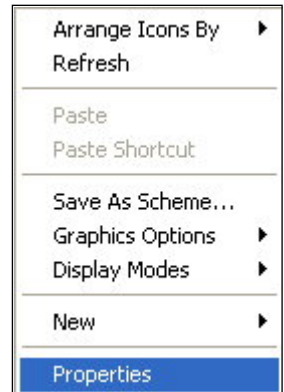 Arrange Icons By
Refresh
Paste
Paste Shortcut
Save As Scheme...
Graphics Options
Display Modes
New
Properties